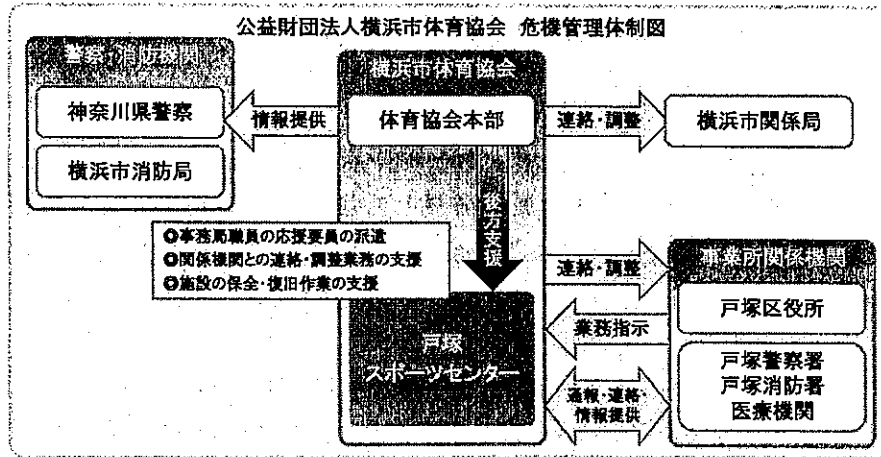 公益財団法人横浜市体育協会 危機管理体制図
警察・消防機関
神奈川県警察
横浜市消防局
情報提供
横浜市体育協会
体育協会本部
連絡・調整
横浜市関係局
後方支援
◎事務局職員の応援要員の派遣
◎関係機関との連絡・調整業務の支援
◎施設の保全・復旧作業の支援
戸塚
スポーツセンター
連絡・調整
業務指示
通報・連絡・
情報提供
事業所関係機関
戸塚区役所
戸塚警察署
戸塚消防署
医療機関